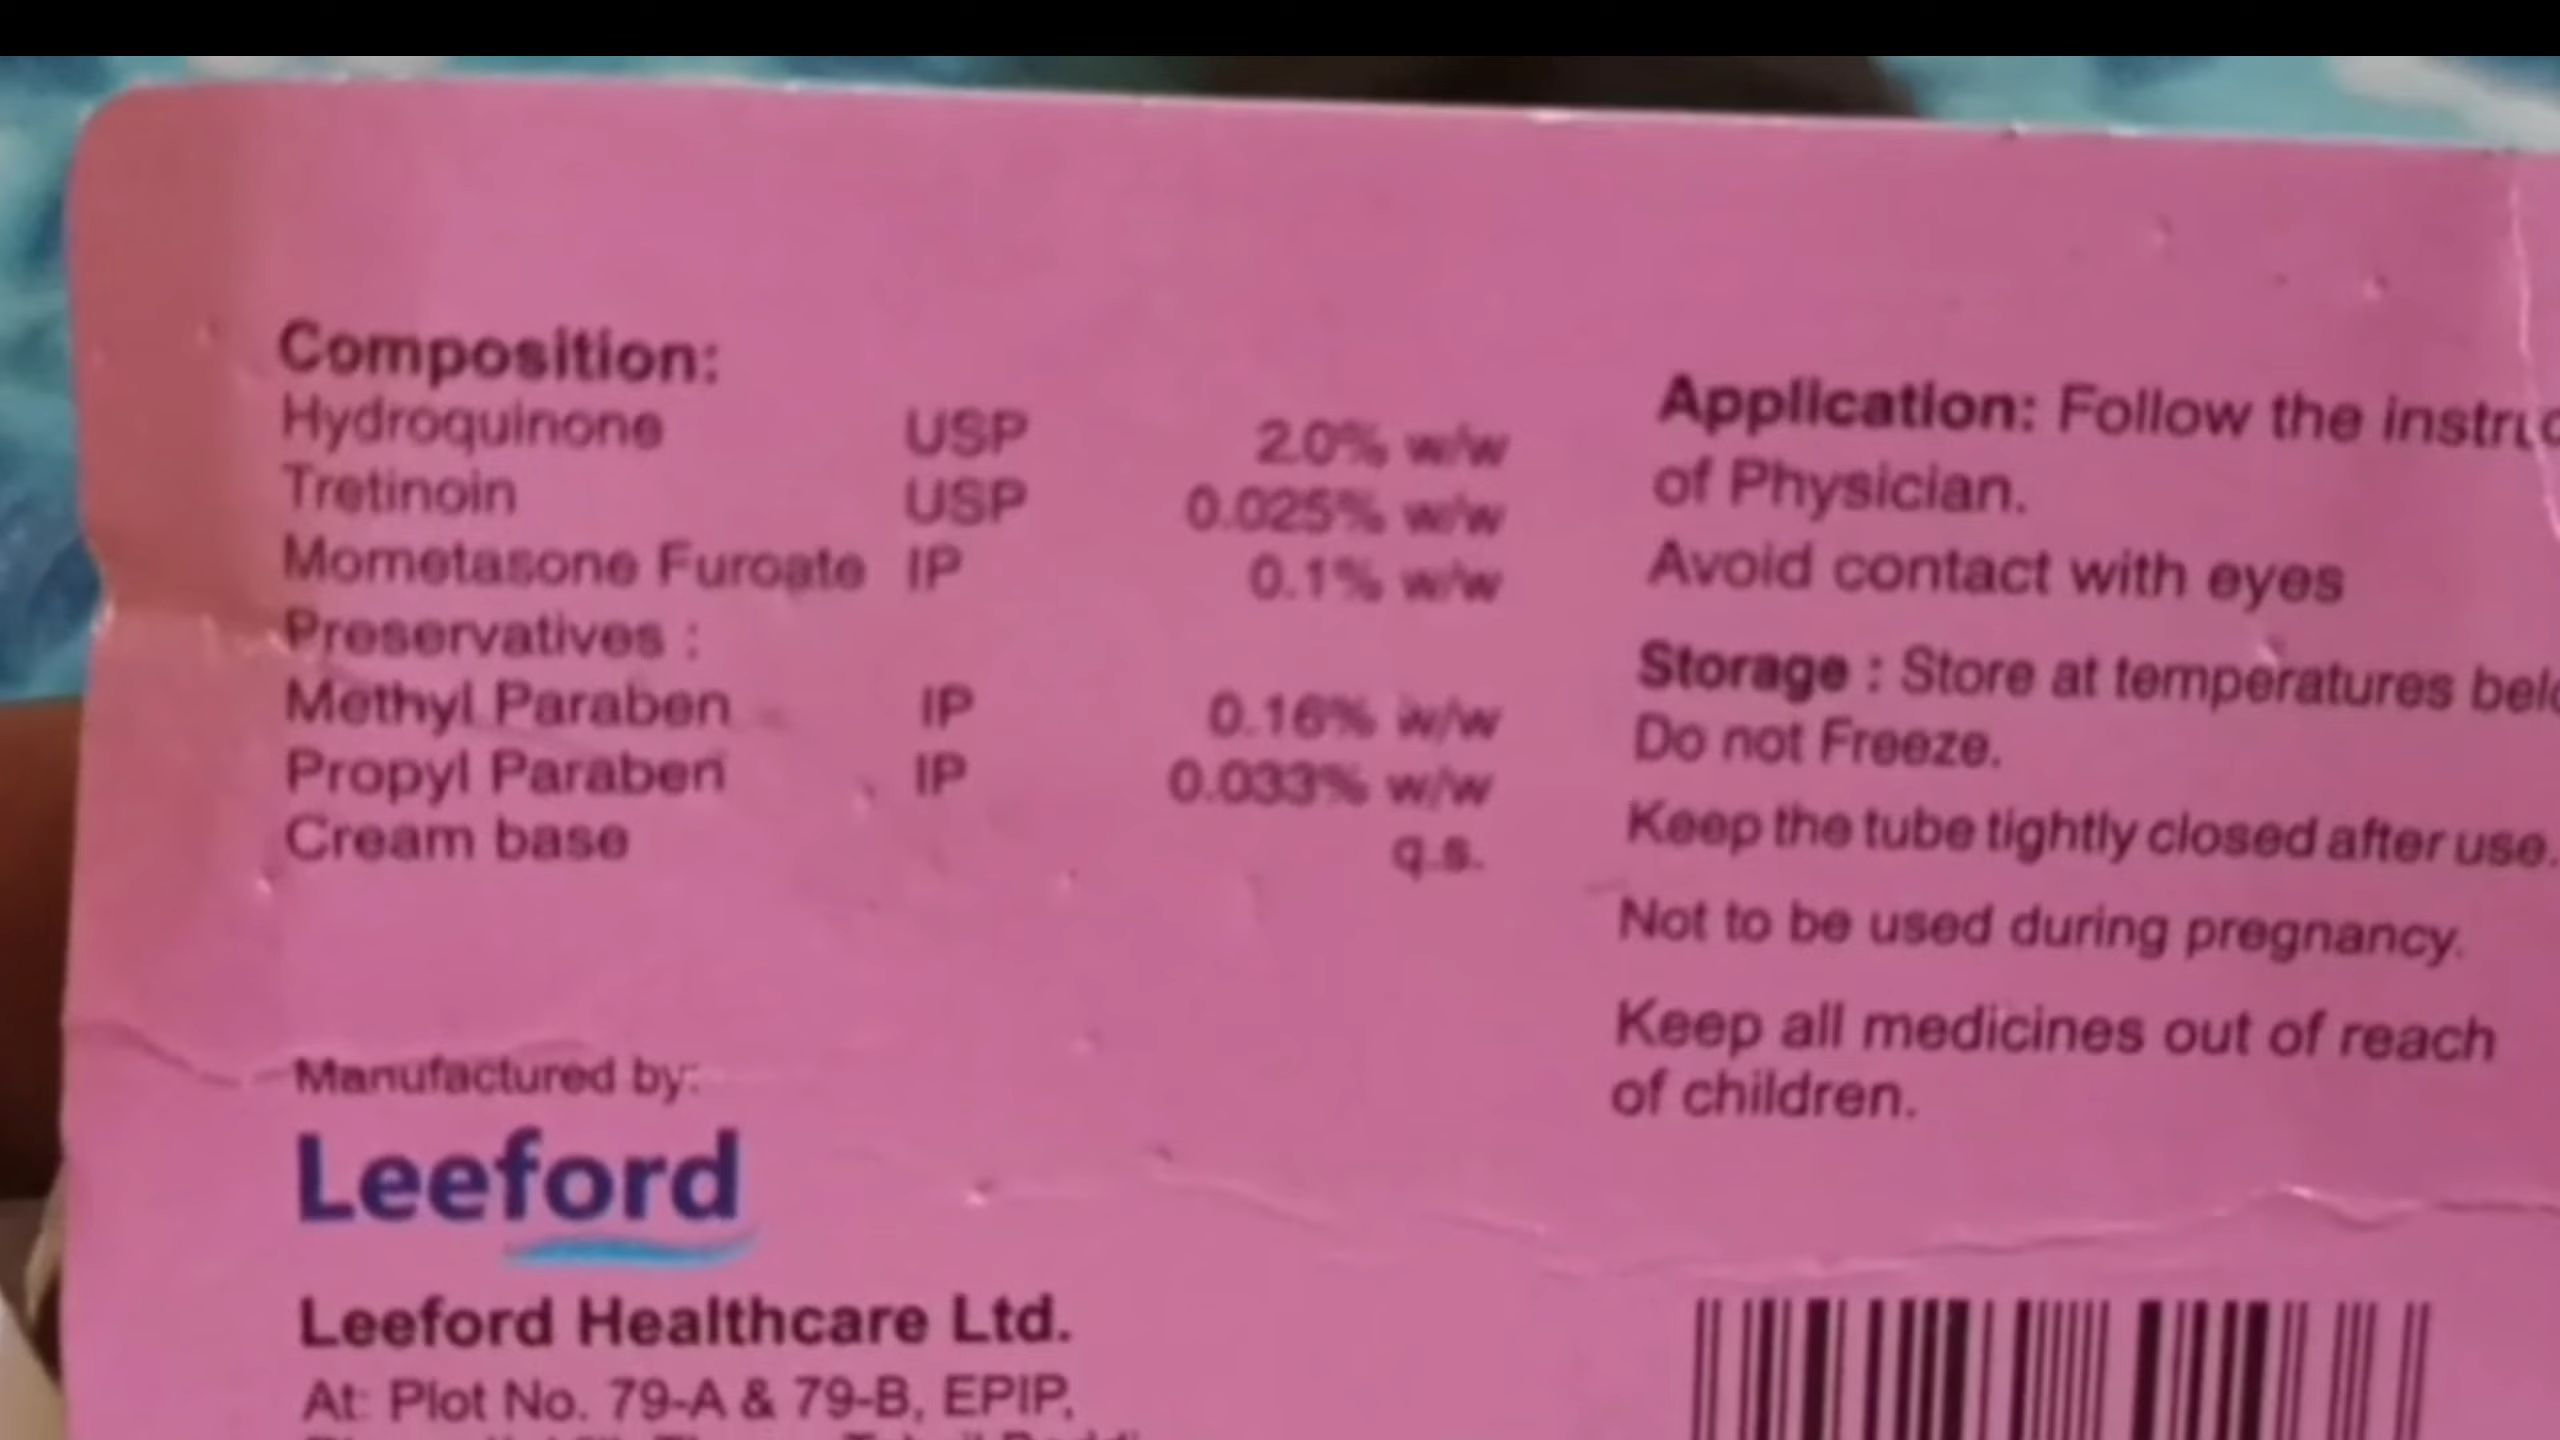 Composition:
Hydroquinone USP 2.0% w/w
Tretinoin USP 0.025% w/w
Mometasone Furoate IP 0.1% w/w
Preservatives :
Methyl Paraben IP 0.16% w/w
Propyl Paraben IP 0.033% w/w
Cream base q.s.
Manufactured by:
Leeford
Leeford Healthcare Ltd.
At: Plot No. 79-A & 79-B, EPIP,
Application: Follow the
of Physician.
Avoid contact with eyes
Storage : Store at temperatures
Do not Freeze.
Keep the tube tightly closed after use.
Not to be used during pregnancy.
Keep all medicines out of reach
of children.